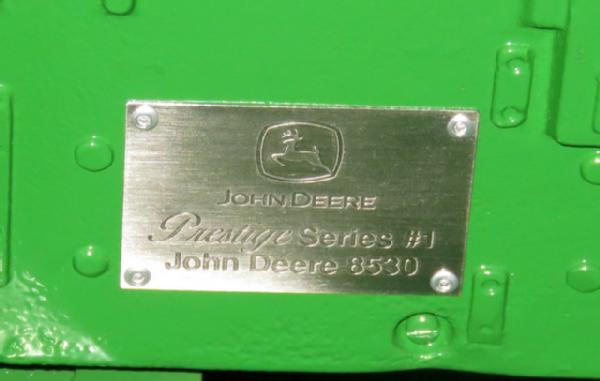 JOHN DEERE
Prestige Series #1
John Deere 8530